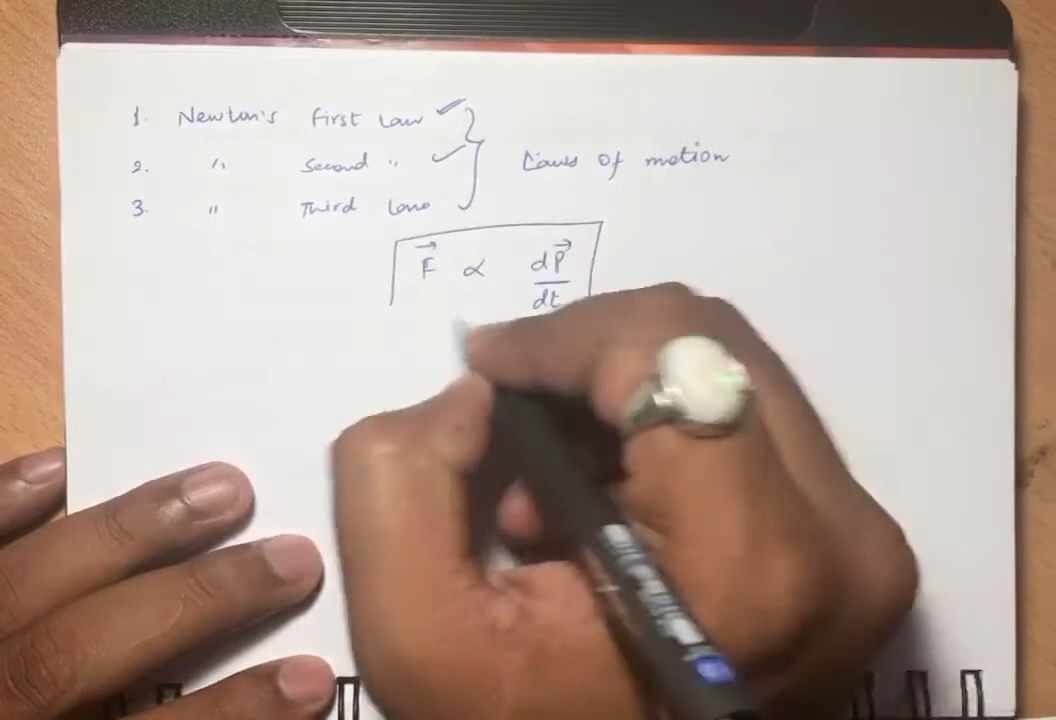 1. Newton's first Law ✓
2. " Second " ✓
3. " Third Law
Laws of motion
F⃗ ∝ dP⃗/dt